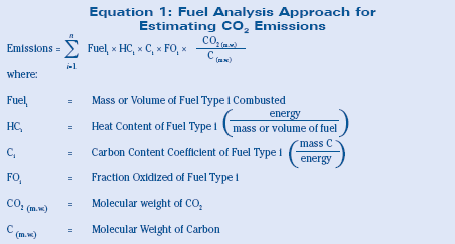 Equation 1: Fuel Analysis Approach for
Estimating CO₂ Emissions
Emissions = ∑ⁿᵢ₌₁ Fuelᵢ × HCᵢ × Cᵢ × FOᵢ × CO₂ (m.w.) / C (m.w.)
where:
Fuelᵢ = Mass or Volume of Fuel Type i Combusted
HCᵢ = Heat Content of Fuel Type i (energy / mass or volume of fuel)
Cᵢ = Carbon Content Coefficient of Fuel Type i (mass C / energy)
FOᵢ = Fraction Oxidized of Fuel Type i
CO₂ (m.w.) = Molecular weight of CO₂
C (m.w.) = Molecular Weight of Carbon